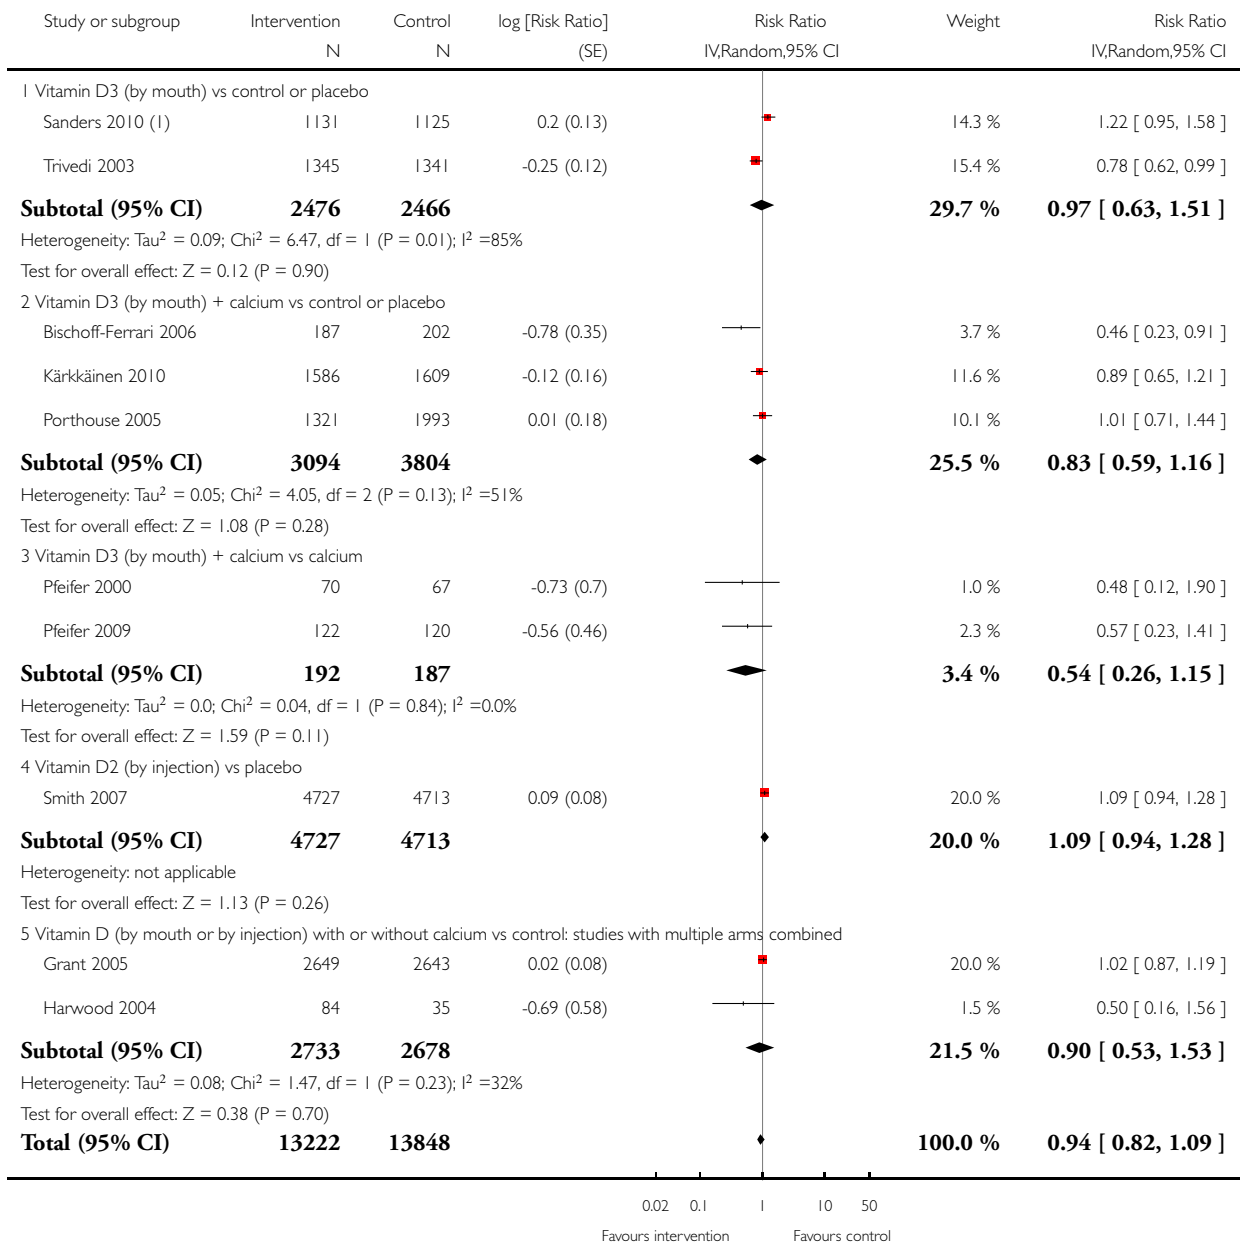 Study or subgroup Intervention Control log [Risk Ratio] Risk Ratio Weight Risk Ratio
N N (SE) IV,Random,95% CI IV,Random,95% CI
1 Vitamin D3 (by mouth) vs control or placebo
Sanders 2010 (1) 1131 1125 0.2 (0.13) 14.3 % 1.22 [ 0.95, 1.58 ]
Trivedi 2003 1345 1341 -0.25 (0.12) 15.4 % 0.78 [ 0.62, 0.99 ]
Subtotal (95% CI) 2476 2466 29.7 % 0.97 [ 0.63, 1.51 ]
Heterogeneity: Tau² = 0.09; Chi² = 6.47, df = 1 (P = 0.01); I² =85%
Test for overall effect: Z = 0.12 (P = 0.90)
2 Vitamin D3 (by mouth) + calcium vs control or placebo
Bischoff-Ferrari 2006 187 202 -0.78 (0.35) 3.7 % 0.46 [ 0.23, 0.91 ]
Kärkkäinen 2010 1586 1609 -0.12 (0.16) 11.6 % 0.89 [ 0.65, 1.21 ]
Porthouse 2005 1321 1993 0.01 (0.18) 10.1 % 1.01 [ 0.71, 1.44 ]
Subtotal (95% CI) 3094 3804 25.5 % 0.83 [ 0.59, 1.16 ]
Heterogeneity: Tau² = 0.05; Chi² = 4.05, df = 2 (P = 0.13); I² =51%
Test for overall effect: Z = 1.08 (P = 0.28)
3 Vitamin D3 (by mouth) + calcium vs calcium
Pfeifer 2000 70 67 -0.73 (0.7) 1.0 % 0.48 [ 0.12, 1.90 ]
Pfeifer 2009 122 120 -0.56 (0.46) 2.3 % 0.57 [ 0.23, 1.41 ]
Subtotal (95% CI) 192 187 3.4 % 0.54 [ 0.26, 1.15 ]
Heterogeneity: Tau² = 0.0; Chi² = 0.04, df = 1 (P = 0.84); I² =0.0%
Test for overall effect: Z = 1.59 (P = 0.11)
4 Vitamin D2 (by injection) vs placebo
Smith 2007 4727 4713 0.09 (0.08) 20.0 % 1.09 [ 0.94, 1.28 ]
Subtotal (95% CI) 4727 4713 20.0 % 1.09 [ 0.94, 1.28 ]
Heterogeneity: not applicable
Test for overall effect: Z = 1.13 (P = 0.26)
5 Vitamin D (by mouth or by injection) with or without calcium vs control: studies with multiple arms combined
Grant 2005 2649 2643 0.02 (0.08) 20.0 % 1.02 [ 0.87, 1.19 ]
Harwood 2004 84 35 -0.69 (0.58) 1.5 % 0.50 [ 0.16, 1.56 ]
Subtotal (95% CI) 2733 2678 21.5 % 0.90 [ 0.53, 1.53 ]
Heterogeneity: Tau² = 0.08; Chi² = 1.47, df = 1 (P = 0.23); I² =32%
Test for overall effect: Z = 0.38 (P = 0.70)
Total (95% CI) 13222 13848 100.0 % 0.94 [ 0.82, 1.09 ]
0.02 0.1 1 10 50
Favours intervention Favours control